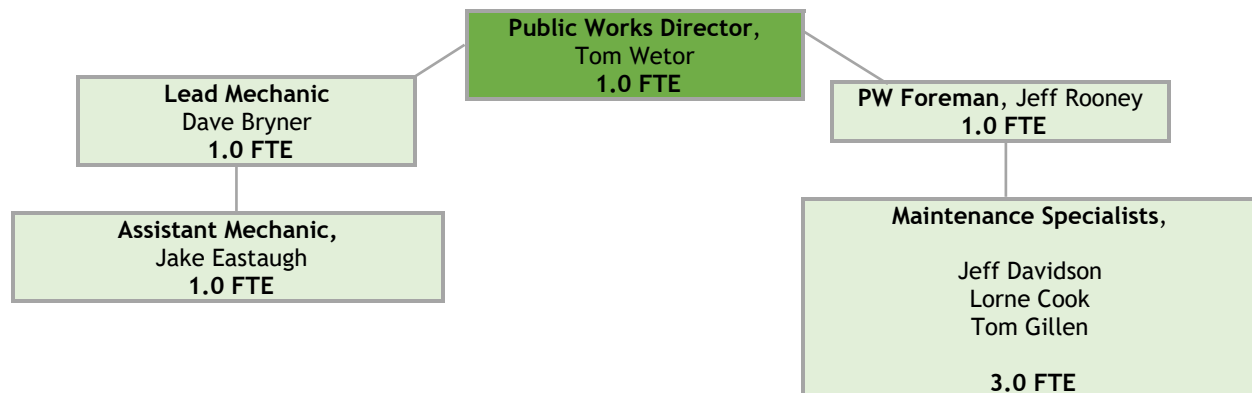 Public Works Director,
Tom Wetor
1.0 FTE
Lead Mechanic
Dave Bryner
1.0 FTE
PW Foreman, Jeff Rooney
1.0 FTE
Assistant Mechanic,
Jake Eastaugh
1.0 FTE
Maintenance Specialists,
Jeff Davidson
Lorne Cook
Tom Gillen
3.0 FTE